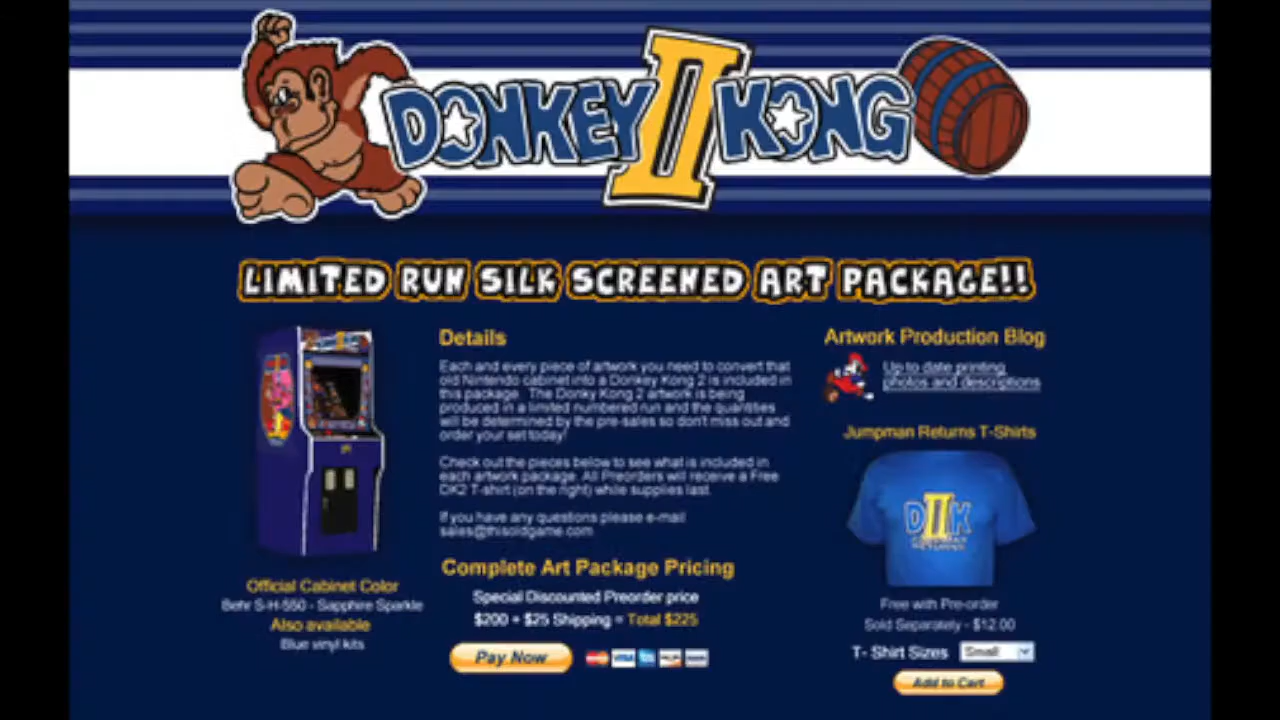 DONKEY II KONG
LIMITED RUN SILK SCREENED ART PACKAGE!!
Details
Each and every piece of artwork you need to convert that
old Nintendo cabinet into a Donkey Kong 2 is included in
this package. The Donky Kong 2 artwork is being
produced in a limited numbered run and the quantities
will be determined by the pre-sales so don't miss out and
order your set today!
Check out the pieces below to see what is included in
each artwork package. All Preorders will receive a Free
DK2 T-shirt (on the right) while supplies last.
If you have any questions please e-mail
sales@thisoldgame.com
Complete Art Package Pricing
Special Discounted Preorder price
$200 + $25 Shipping = Total $225
Pay Now
Official Cabinet Color
Behr S-H-550 - Sapphire Sparkle
Also available
Blue vinyl kits
Artwork Production Blog
Up to date printing
photos and descriptions
Jumpman Returns T-Shirts
DIIK
RETURNS
Free with Pre-order
Sold Separately - $12.00
T- Shirt Sizes Small
Add to Cart